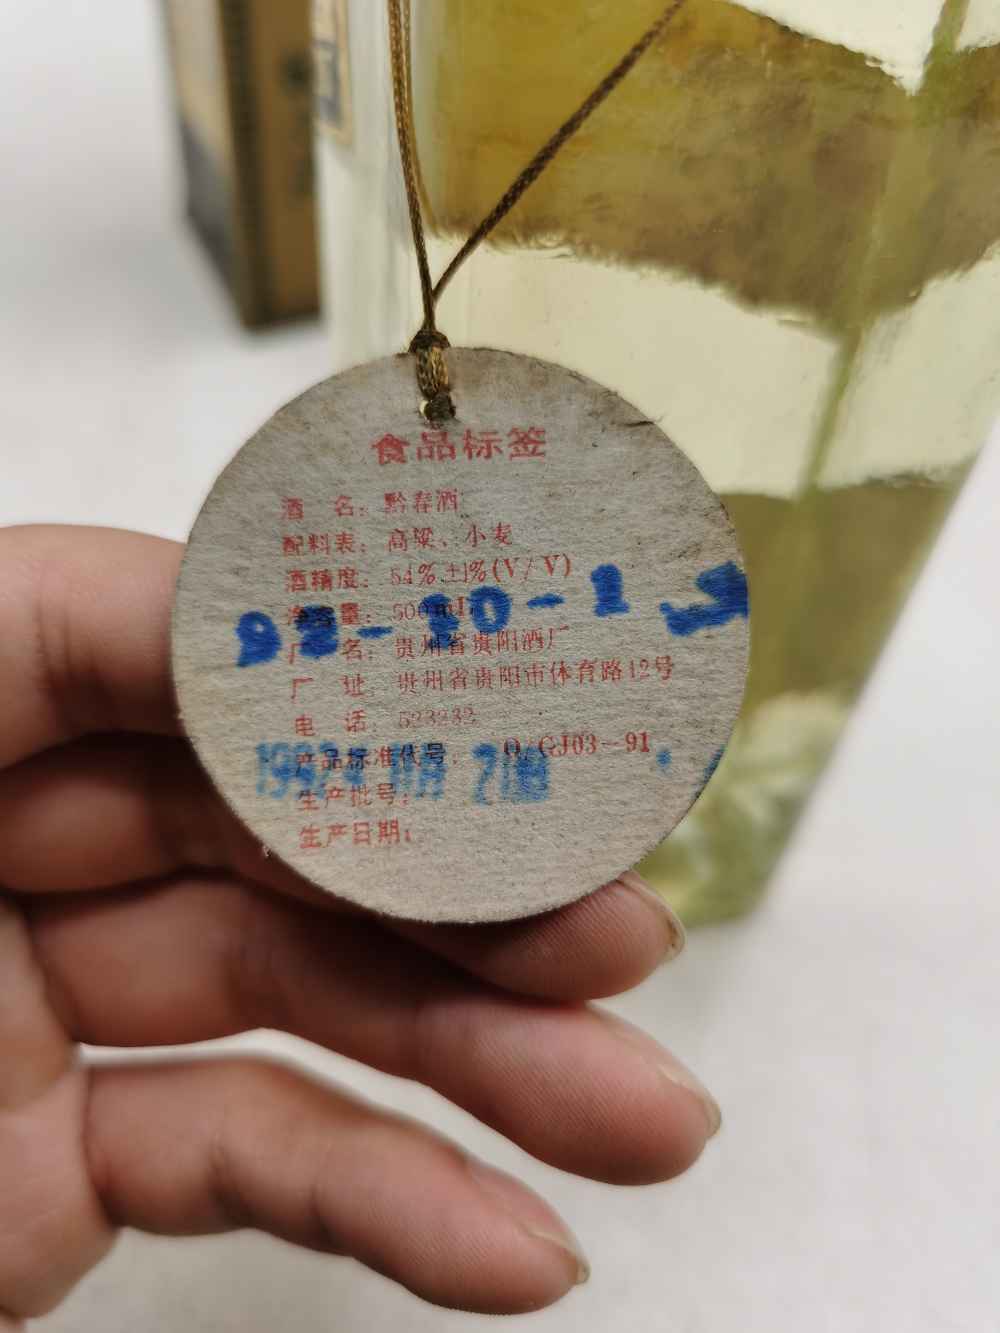 食品标签
酒 名：黔春酒
配料表：高粱、小麦
酒精度：54%±1%(V/V)
净容量：500ml
92-10-1
厂 名：贵州省贵阳酒厂
厂 址：贵州省贵阳市体育路12号
电 话：523232
产品标准代号： Q/GJ03-91
生产批号：
生产日期：